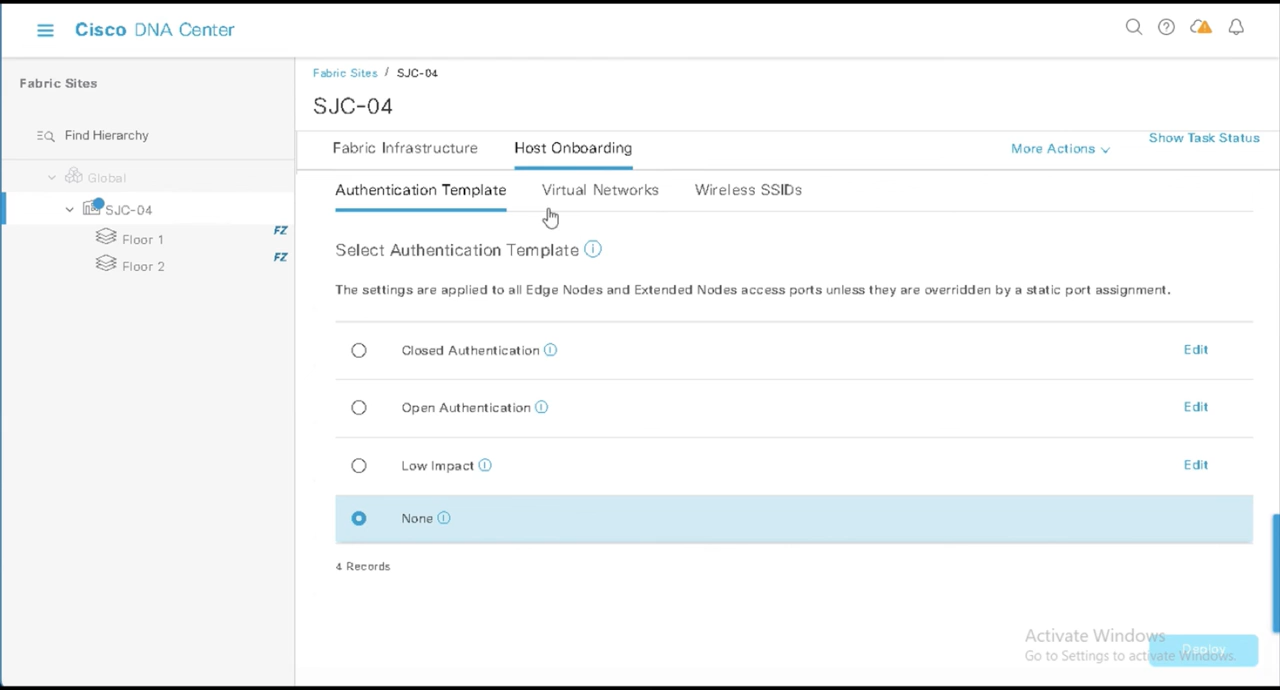 Cisco DNA Center
Fabric Sites
Find Hierarchy
Global
SJC-04
Floor 1 FZ
Floor 2 FZ
Fabric Sites / SJC-04
SJC-04
Fabric Infrastructure Host Onboarding More Actions Show Task Status
Authentication Template Virtual Networks Wireless SSIDs
Select Authentication Template
The settings are applied to all Edge Nodes and Extended Nodes access ports unless they are overridden by a static port assignment.
Closed Authentication Edit
Open Authentication Edit
Low Impact Edit
None
4 Records
Activate Windows
Go to Settings to activate Windows.
Deploy